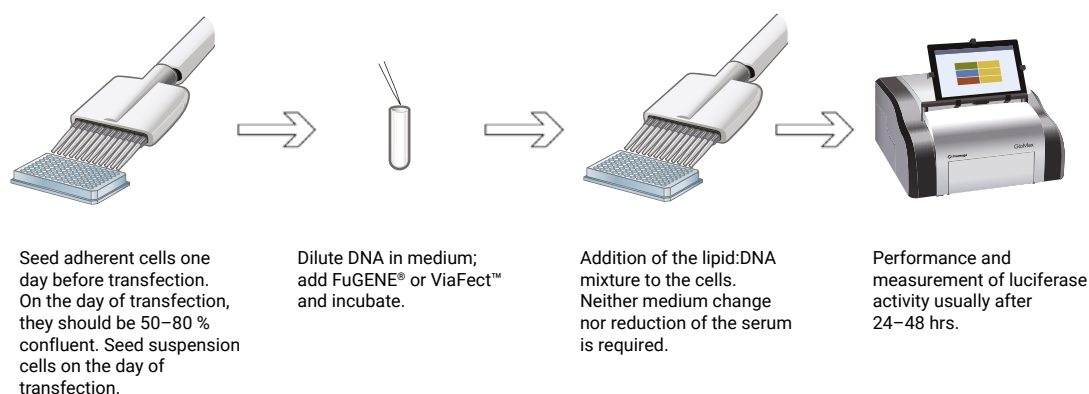 Promega
GloMax
Seed adherent cells one
day before transfection.
On the day of transfection,
they should be 50–80 %
confluent. Seed suspension
cells on the day of
transfection.
Dilute DNA in medium;
add FuGENE® or ViaFect™
and incubate.
Addition of the lipid:DNA
mixture to the cells.
Neither medium change
nor reduction of the serum
is required.
Performance and
measurement of luciferase
activity usually after
24–48 hrs.